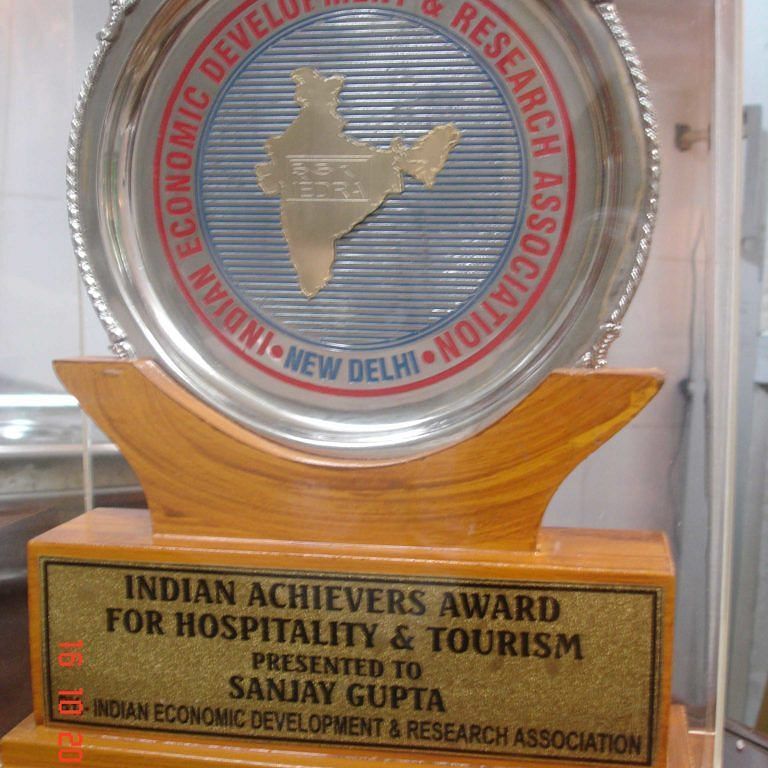 INDIAN ECONOMIC DEVELOPMENT & RESEARCH ASSOCIATION
• NEW DELHI •
IEDRA
INDIAN ACHIEVERS AWARD
FOR HOSPITALITY & TOURISM
PRESENTED TO
SANJAY GUPTA
- INDIAN ECONOMIC DEVELOPMENT & RESEARCH ASSOCIATION
16 10 20